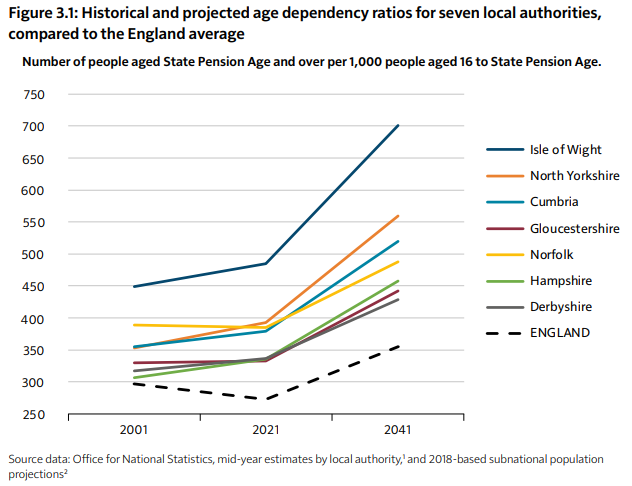 Figure 3.1: Historical and projected age dependency ratios for seven local authorities,
compared to the England average
Number of people aged State Pension Age and over per 1,000 people aged 16 to State Pension Age.
750
700
650
600
550
500
450
400
350
300
250
2001
2021
2041
Isle of Wight
North Yorkshire
Cumbria
Gloucestershire
Norfolk
Hampshire
Derbyshire
ENGLAND
Source data: Office for National Statistics, mid-year estimates by local authority,¹ and 2018-based subnational population
projections²